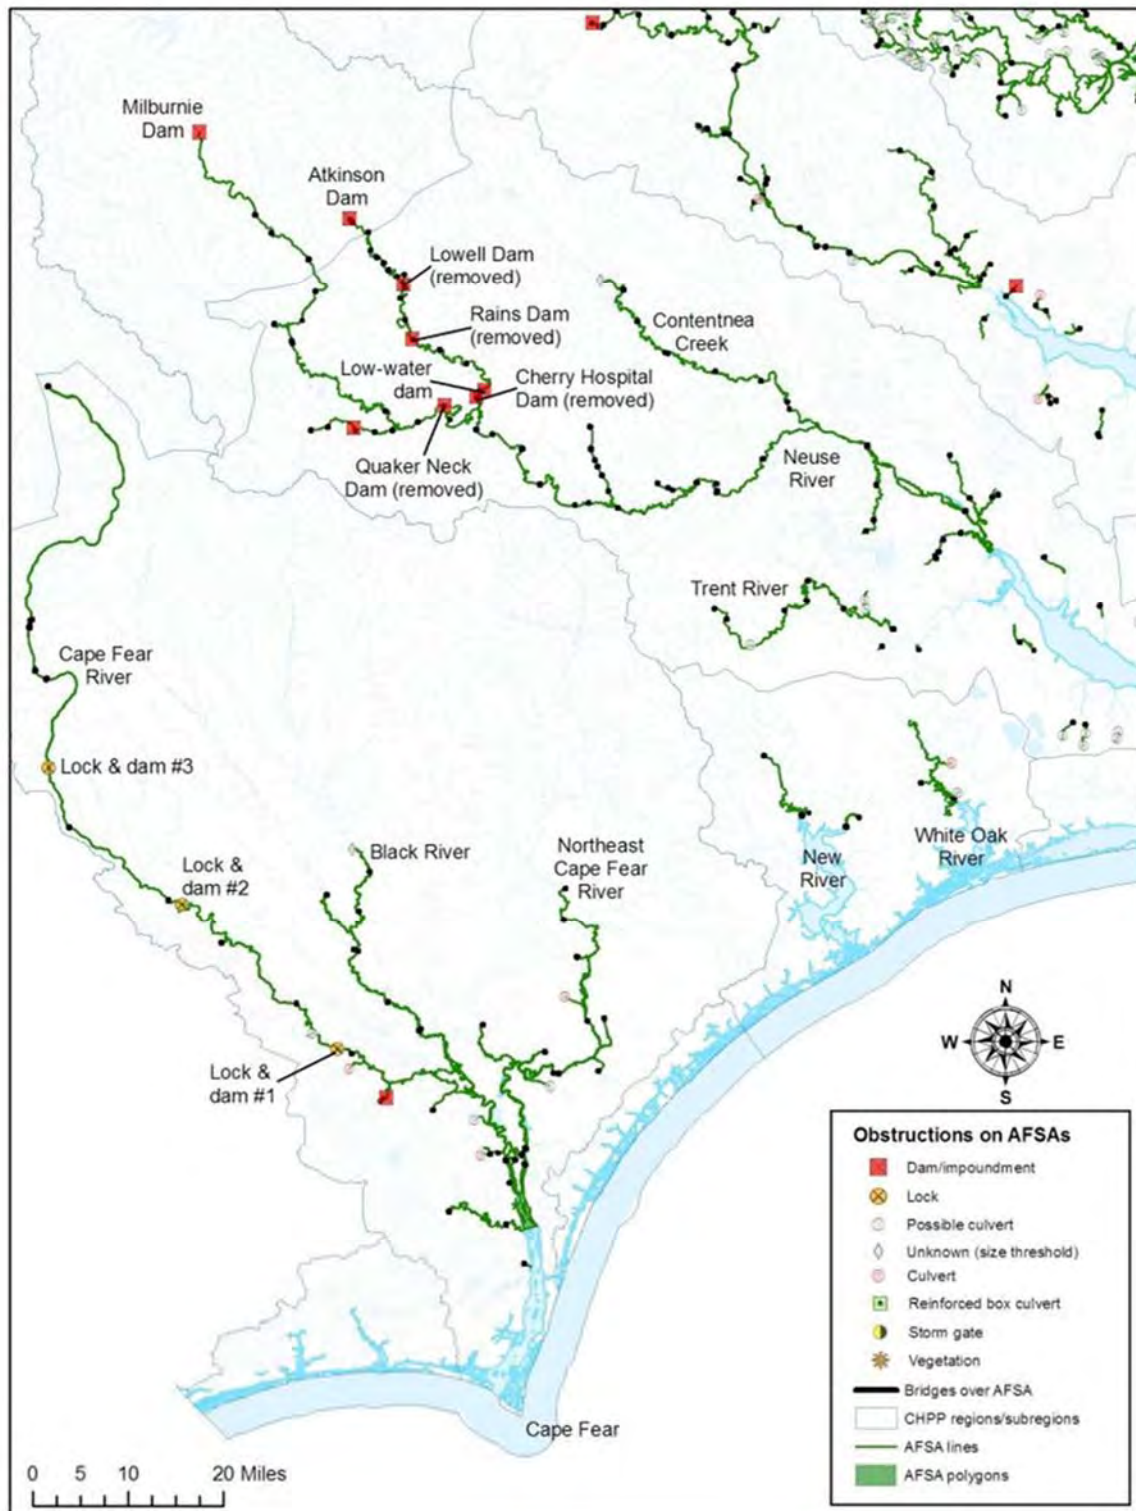 Milburnie
Dam
Atkinson
Dam
Lowell Dam
(removed)
Rains Dam
(removed)
Contentnea
Creek
Low-water
dam
Cherry Hospital
Dam (removed)
Quaker Neck
Dam (removed)
Neuse
River
Trent River
Cape Fear
River
Lock & dam #3
Lock &
dam #2
Black River
Northeast
Cape Fear
River
New
River
White Oak
River
Lock &
dam #1
N
W
E
S
Cape Fear
Obstructions on AFSAs
Dam/impoundment
Lock
Possible culvert
Unknown (size threshold)
Culvert
Reinforced box culvert
Storm gate
Vegetation
Bridges over AFSA
CHPP regions/subregions
AFSA lines
AFSA polygons
0 5 10 20 Miles